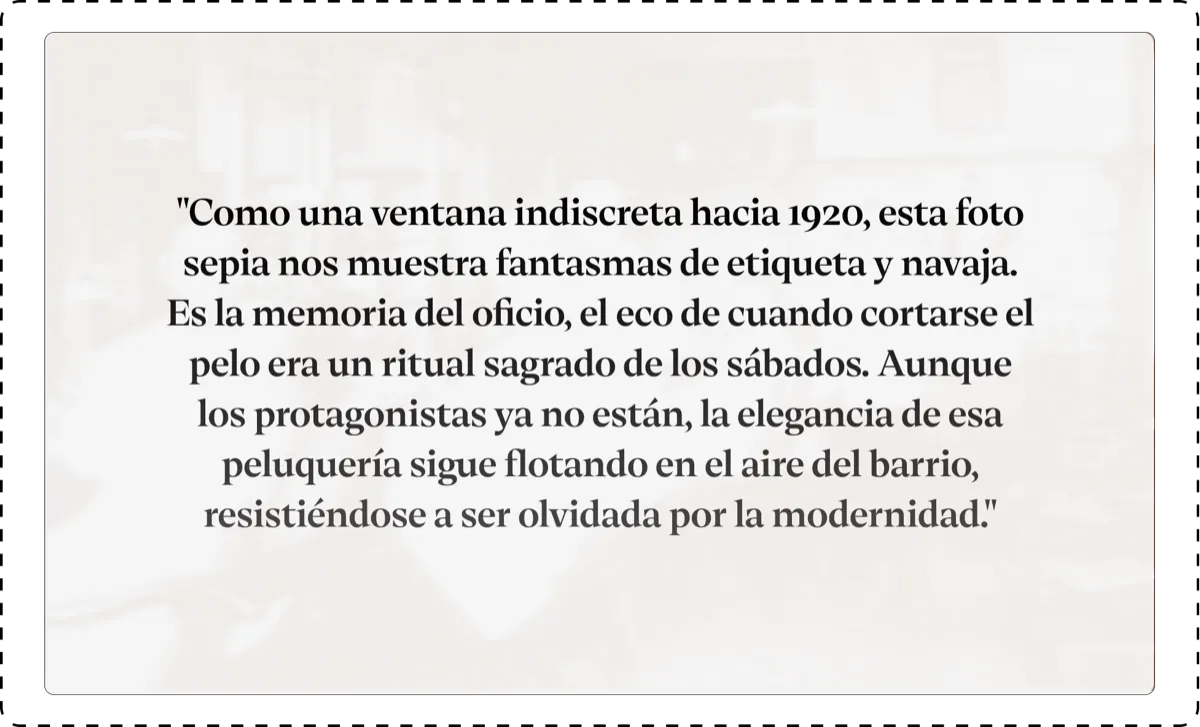 "Como una ventana indiscreta hacia 1920, esta foto
sepia nos muestra fantasmas de etiqueta y navaja.
Es la memoria del oficio, el eco de cuando cortarse el
pelo era un ritual sagrado de los sábados. Aunque
los protagonistas ya no están, la elegancia de esa
peluquería sigue flotando en el aire del barrio,
resistiéndose a ser olvidada por la modernidad."